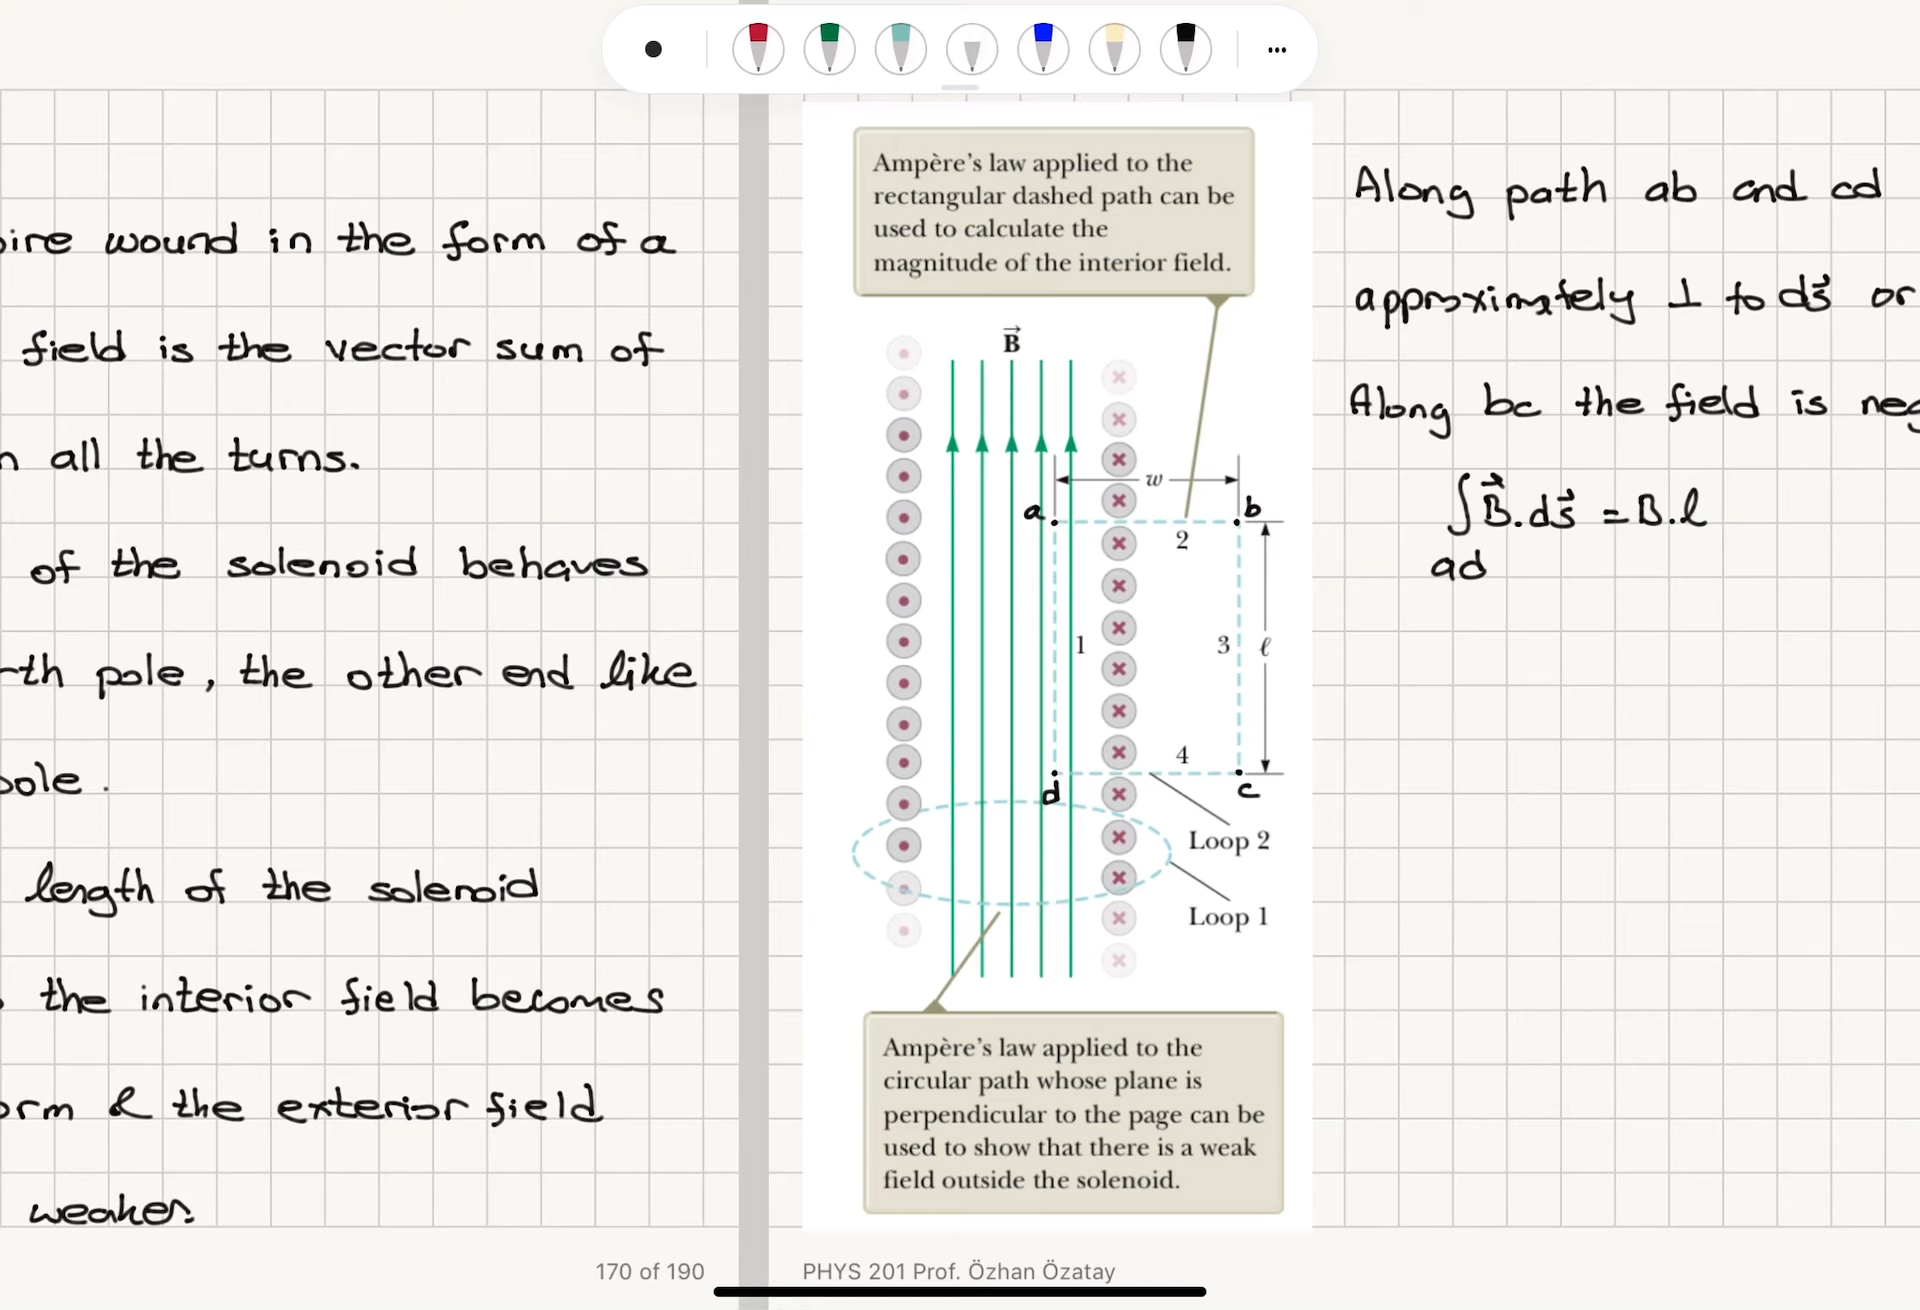 wound in the form of a
field is the vector sum of
all the turns.
of the solenoid behaves
pole, the other end like
length of the solenoid
the interior field becomes
& the exterior field
weaker.
170 of 190
Ampère's law applied to the
rectangular dashed path can be
used to calculate the
magnitude of the interior field.
B
w
a
b
2
1
3
ℓ
4
d
c
Loop 2
Loop 1
Ampère's law applied to the
circular path whose plane is
perpendicular to the page can be
used to show that there is a weak
field outside the solenoid.
PHYS 201 Prof. Özhan Özatay
Along path ab and cd
approximately ⊥ to ds⃗ or
Along bc the field is
∫B⃗.ds⃗ = B.l
ad